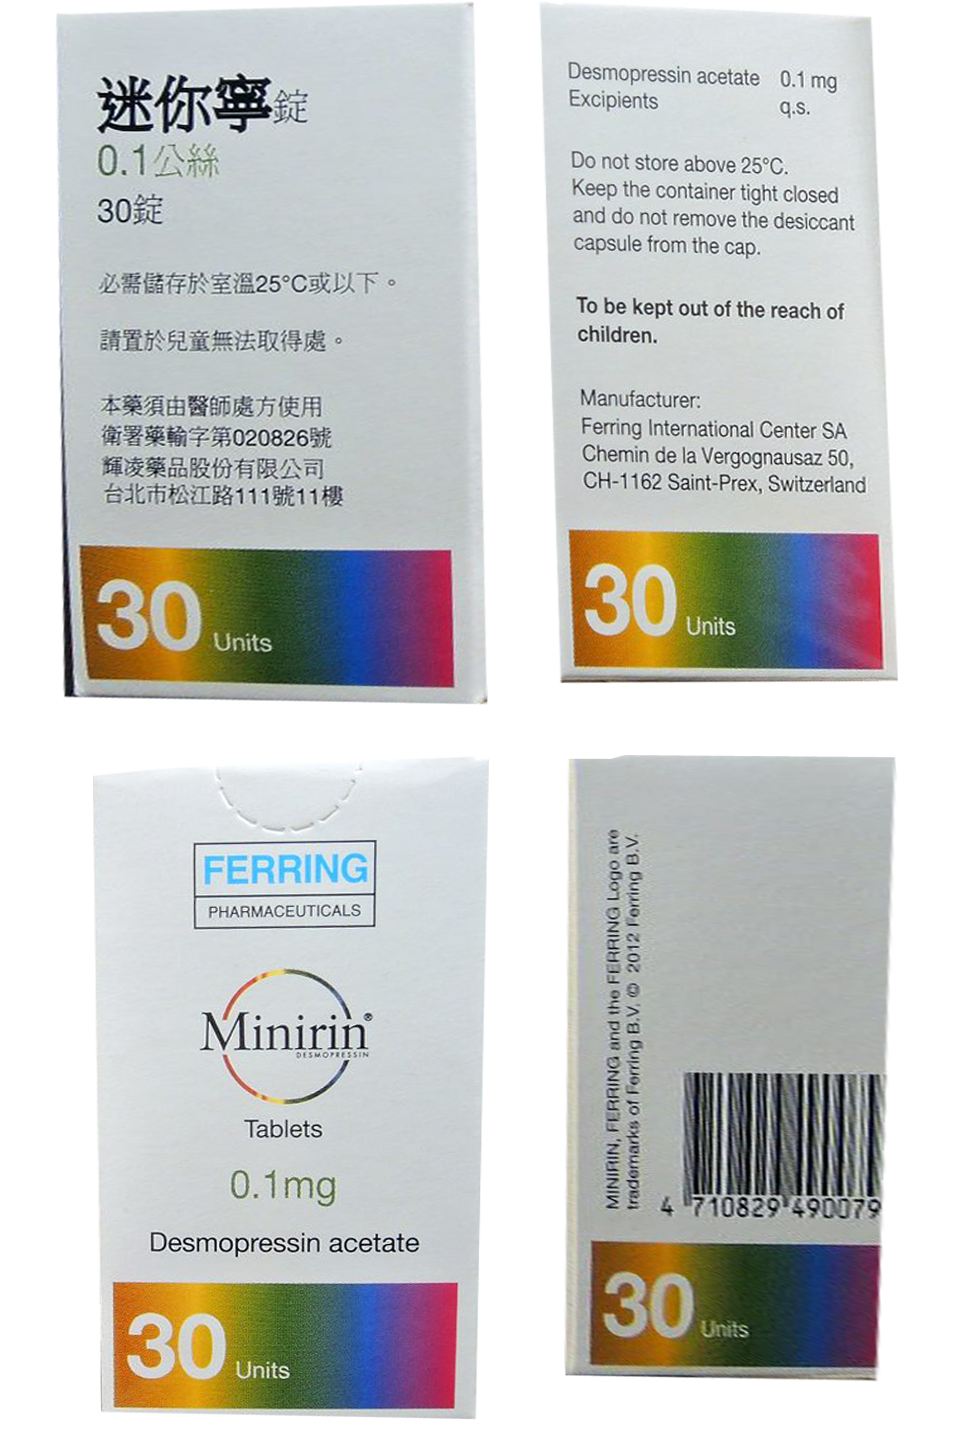 迷你寧錠
0.1公絲
30錠
必需儲存於室溫25°C或以下。
請置於兒童無法取得處。
本藥須由醫師處方使用
衛署藥輸字第020826號
輝凌藥品股份有限公司
台北市松江路111號11樓
30 Units
Desmopressin acetate 0.1 mg
Excipients q.s.
Do not store above 25°C.
Keep the container tight closed
and do not remove the desiccant
capsule from the cap.
To be kept out of the reach of
children.
Manufacturer:
Ferring International Center SA
Chemin de la Vergognausaz 50,
CH-1162 Saint-Prex, Switzerland
30 Units
FERRING
PHARMACEUTICALS
Minirin®
DESMOPRESSIN
Tablets
0.1mg
Desmopressin acetate
30 Units
MINIRIN, FERRING and the FERRING Logo are
trademarks of Ferring B.V. © 2012 Ferring B.V.
4 710829 490079
30 Units